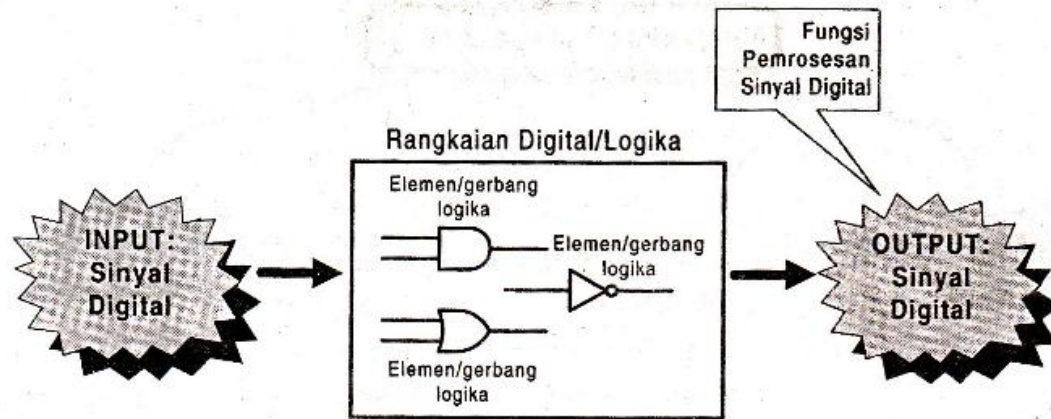 Fungsi
Pemrosesan
Sinyal Digital
Rangkaian Digital/Logika
INPUT:
Sinyal
Digital
Elemen/gerbang
logika
Elemen/gerbang
logika
Elemen/gerbang
logika
OUTPUT:
Sinyal
Digital